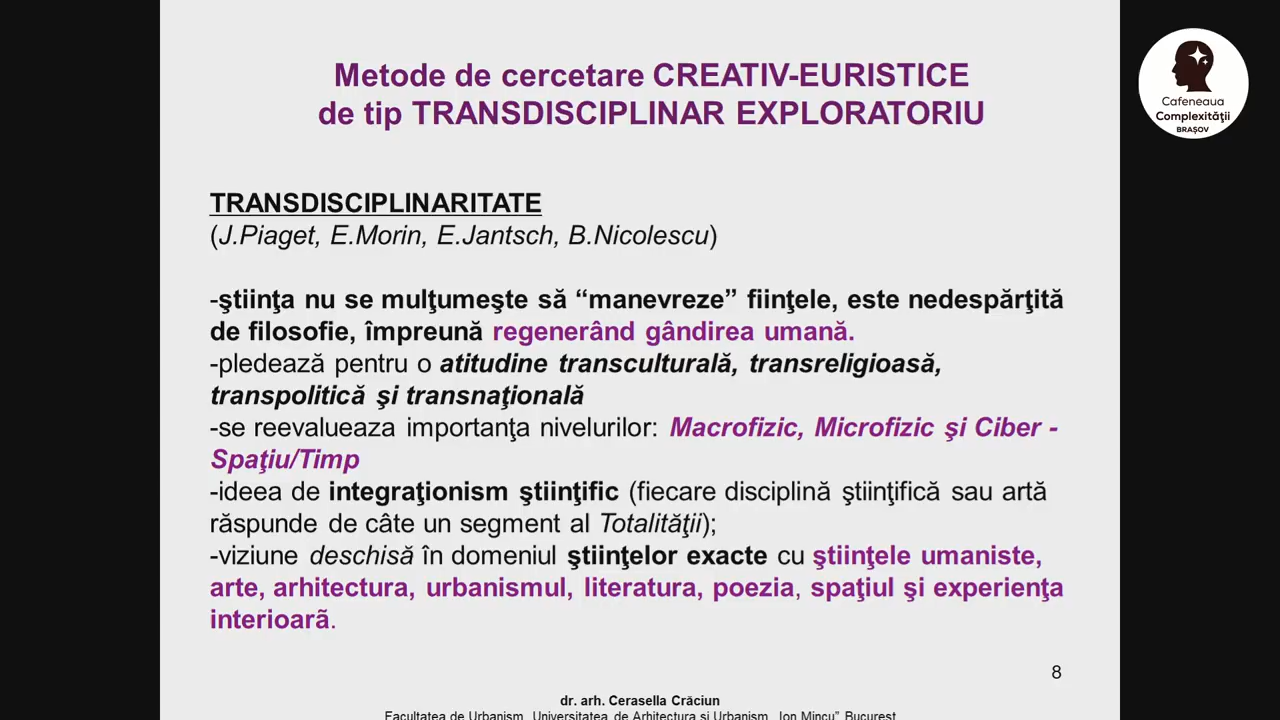 Metode de cercetare CREATIV-EURISTICE
de tip TRANSDISCIPLINAR EXPLORATORIU
Cafeneaua
Complexităţii
BRAȘOV
TRANSDISCIPLINARITATE
(J.Piaget, E.Morin, E.Jantsch, B.Nicolescu)
-ştiinţa nu se mulţumeşte să “manevreze” fiinţele, este nedespărţită
de filosofie, împreună regenerând gândirea umană.
-pledează pentru o atitudine transculturală, transreligioasă,
transpolitică şi transnaţională
-se reevalueaza importanţa nivelurilor: Macrofizic, Microfizic şi Ciber -
Spaţiu/Timp
-ideea de integraţionism ştiinţific (fiecare disciplină ştiinţifică sau artă
răspunde de câte un segment al Totalităţii);
-viziune deschisă în domeniul ştiinţelor exacte cu ştiinţele umaniste,
arte, arhitectura, urbanismul, literatura, poezia, spaţiul şi experienţa
interioarã.
8
dr. arh. Cerasella Crăciun
Facultatea de Urbanism, Universitatea de Arhitectura si Urbanism „Ion Mincu” Bucurest